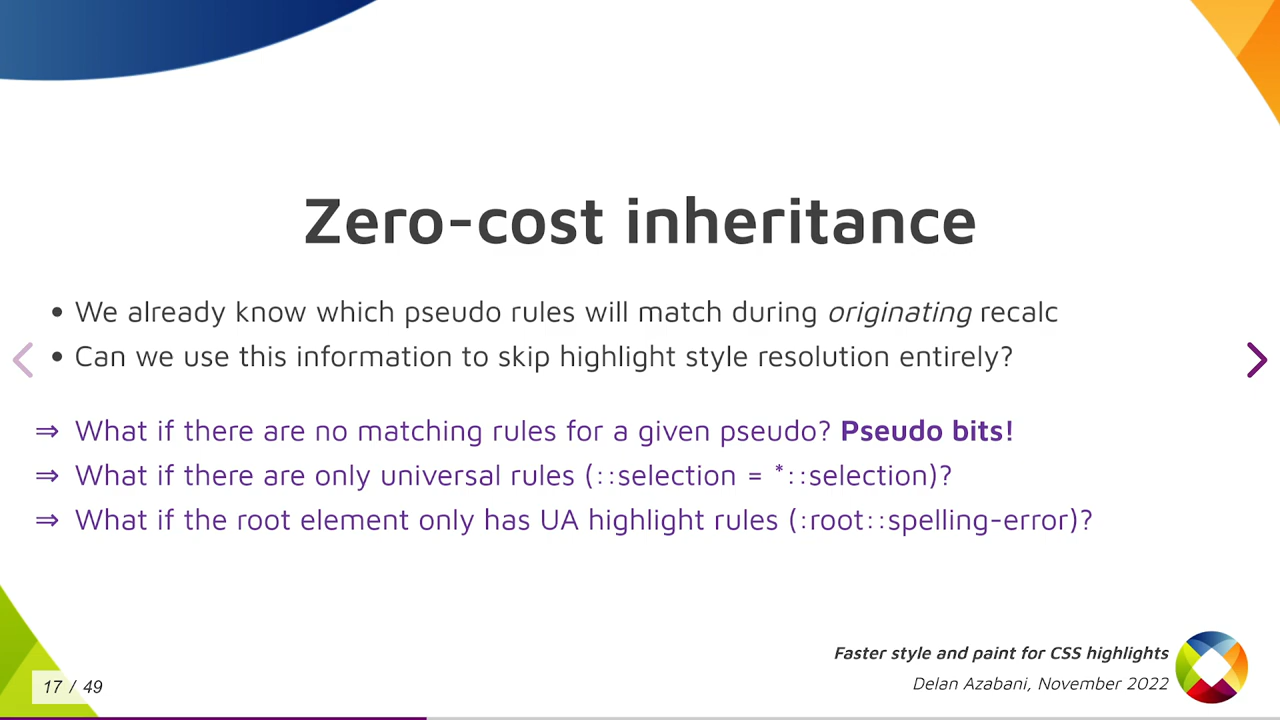 Zero-cost inheritance
• We already know which pseudo rules will match during originating recalc
• Can we use this information to skip highlight style resolution entirely?
⇒ What if there are no matching rules for a given pseudo? Pseudo bits!
⇒ What if there are only universal rules (::selection = *::selection)?
⇒ What if the root element only has UA highlight rules (:root::spelling-error)?
Faster style and paint for CSS highlights
Delan Azabani, November 2022
17 / 49